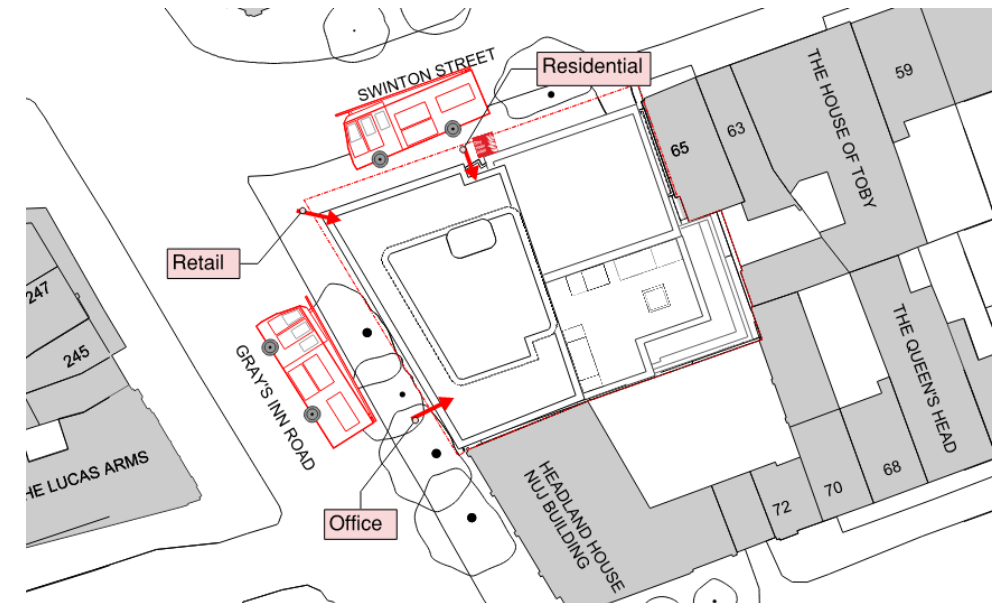 SWINTON STREET
Residential
THE HOUSE OF TOBY
59
63
65
Retail
247
245
GRAY'S INN ROAD
THE QUEEN'S HEAD
HE LUCAS ARMS
Office
HEADLAND HOUSE
NUJ BUILDING
72
70
68